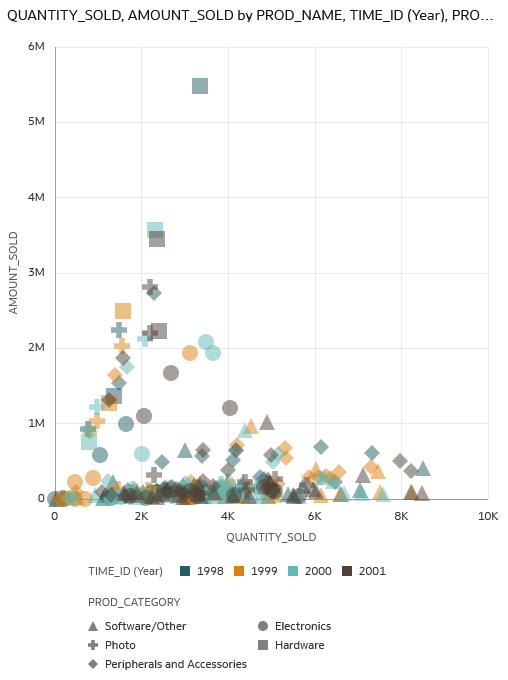 QUANTITY_SOLD, AMOUNT_SOLD by PROD_NAME, TIME_ID (Year), PRO...
6M
5M
4M
3M
2M
1M
0
AMOUNT_SOLD
0 2K 4K 6K 8K 10K
QUANTITY_SOLD
TIME_ID (Year) 1998 1999 2000 2001
PROD_CATEGORY
Software/Other Electronics
Photo Hardware
Peripherals and Accessories